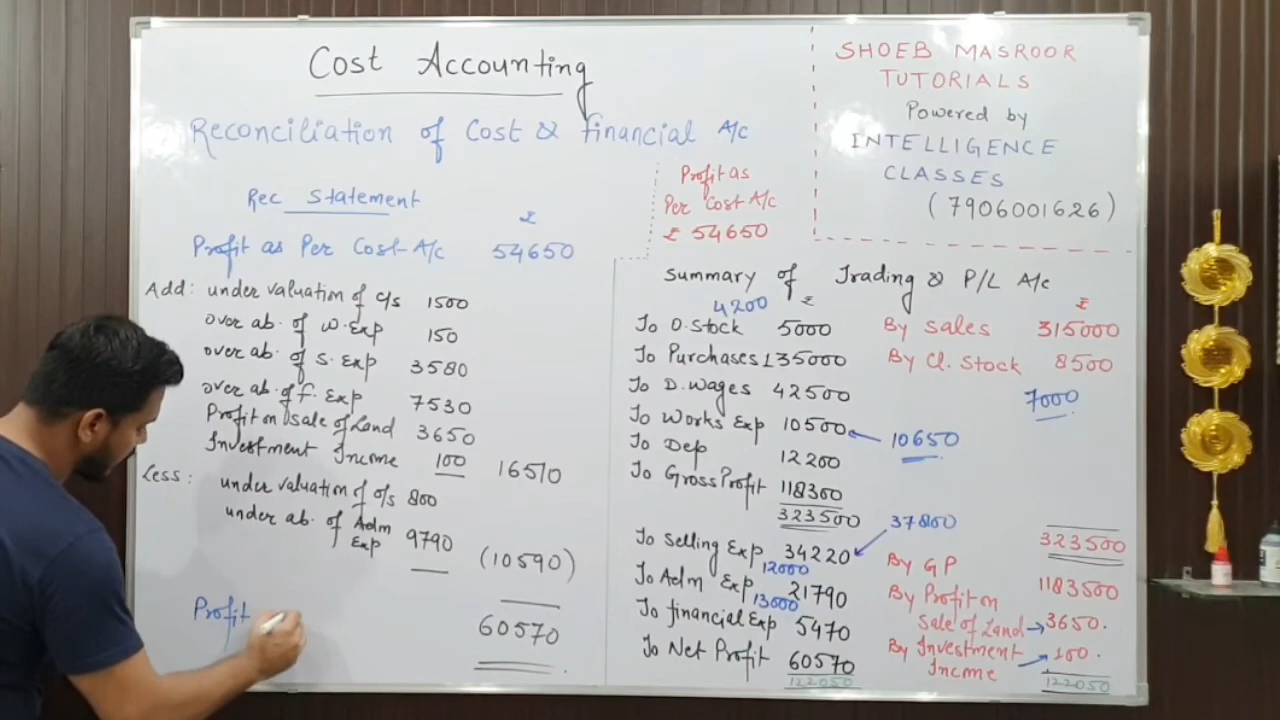 Cost Accounting
Reconciliation of Cost & financial A/c
SHOEB MASROOR
TUTORIALS
Powered by
INTELLIGENCE
CLASSES
(7906001626)
Profit as
Per Cost A/c
₹ 54650
Rec Statement
₹
Profit as Per Cost A/c 54650
Add: under valuation of c/s 1500
over ab. of W. Exp 150
over ab. of S. Exp 3580
over ab. of f. Exp 7530
Profit on sale of Land 3650
Investment Income 100 16510
Less: under valuation of o/s 800
under ab. of Adm Exp 9790 (10590)
Profit 60570
Summary of Trading & P/L A/c
4200 ₹ ₹
To O. Stock 5000 By Sales 315000
To Purchases 135000 By Cl. Stock 8500
To D. Wages 42500 7000
To Works Exp 10500 10650
To Dep 12200
To Gross Profit 118300
323500 323500
To Selling Exp 34220 37800 By GP 1183500
12000
To Adm Exp 21790 By Profit on
Sale of Land 3650.
13000
To financial Exp 5470 By Investment
Income 100.
To Net Profit 60570
122050 122050